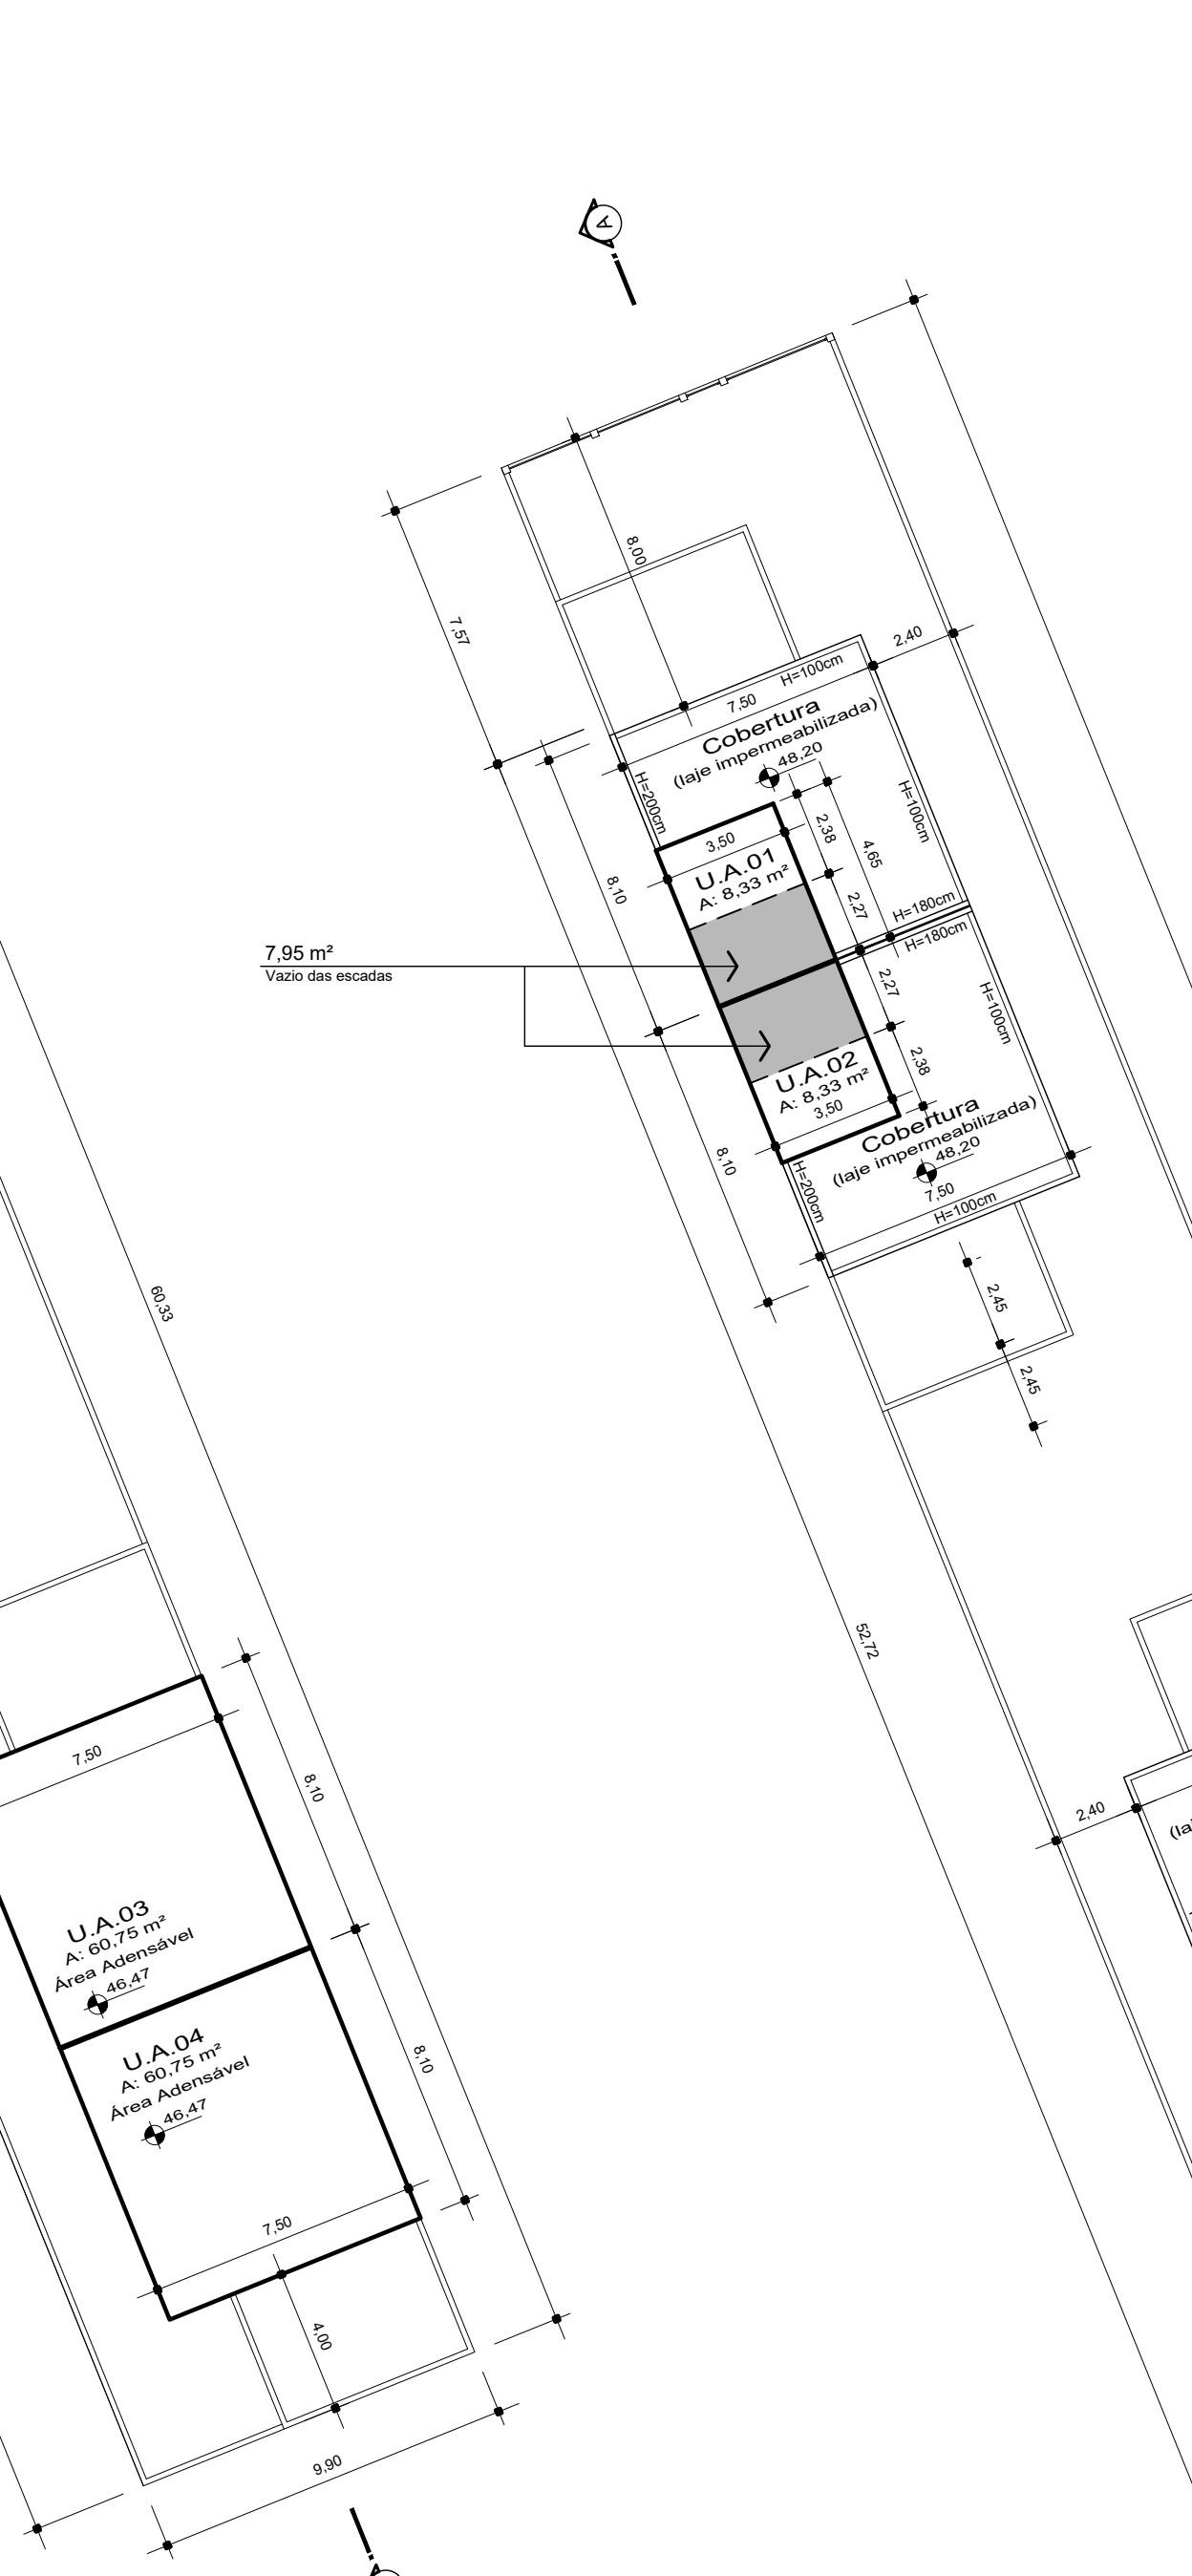 A
8,00
7,57
2,40
H=100cm
7,50
Cobertura
(laje impermeabilizada)
48,20
H=200cm
H=100cm
3,50
2,38
4,65
U.A.01
A: 8,33 m²
8,10
2,27
H=180cm
H=180cm
7,95 m²
Vazio das escadas
2,27
H=100cm
2,38
U.A.02
A: 8,33 m²
3,50
Cobertura
(laje impermeabilizada)
48,20
8,10
H=200cm
7,50
H=100cm
2,45
2,45
60,33
52,72
2,40
(la
7,50
8,10
U.A.03
A: 60,75 m²
Área Adensável
46,47
U.A.04
A: 60,75 m²
Área Adensável
46,47
8,10
7,50
4,00
9,90